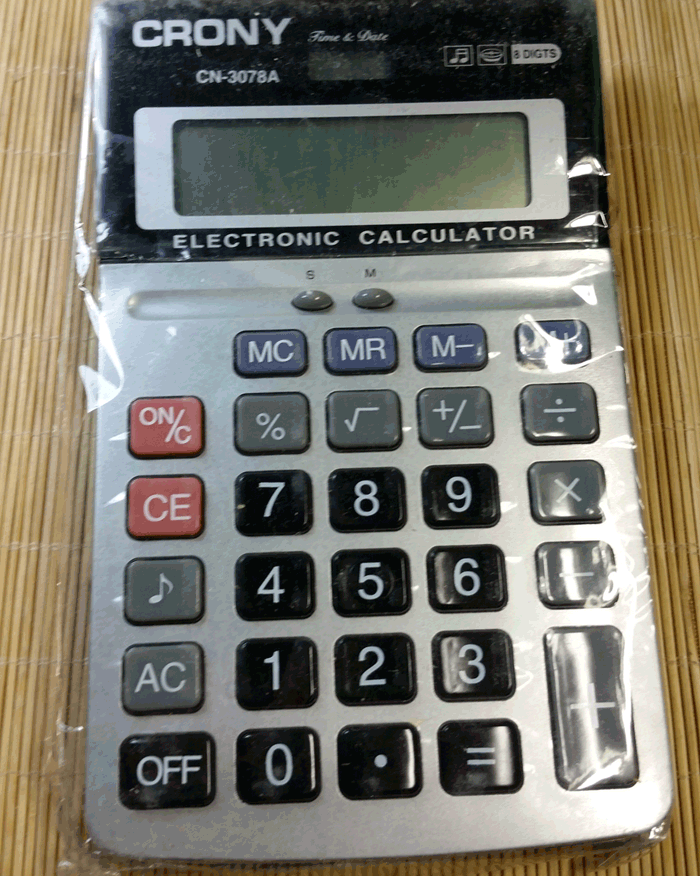 CRONY Time & Date
8 DIGTS
CN-3078A
ELECTRONIC CALCULATOR
S M
MC MR M–
ON/C % √ +/– ÷
CE 7 8 9 ×
♪ 4 5 6 –
AC 1 2 3 +
OFF 0 . =